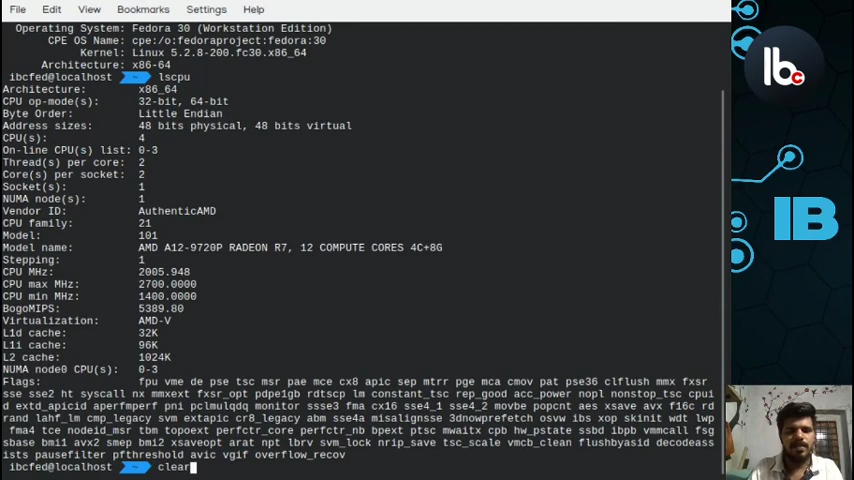 File Edit View Bookmarks Settings Help
Operating System: Fedora 30 (Workstation Edition)
CPE OS Name: cpe:/o:fedoraproject:fedora:30
Kernel: Linux 5.2.8-200.fc30.x86_64
Architecture: x86-64
ibcfed@localhost ~ lscpu
Architecture: x86_64
CPU op-mode(s): 32-bit, 64-bit
Byte Order: Little Endian
Address sizes: 48 bits physical, 48 bits virtual
CPU(s): 4
On-line CPU(s) list: 0-3
Thread(s) per core: 2
Core(s) per socket: 2
Socket(s): 1
NUMA node(s): 1
Vendor ID: AuthenticAMD
CPU family: 21
Model: 101
Model name: AMD A12-9720P RADEON R7, 12 COMPUTE CORES 4C+8G
Stepping: 1
CPU MHz: 2005.948
CPU max MHz: 2700.0000
CPU min MHz: 1400.0000
BogoMIPS: 5389.80
Virtualization: AMD-V
L1d cache: 32K
L1i cache: 96K
L2 cache: 1024K
NUMA node0 CPU(s): 0-3
Flags: fpu vme de pse tsc msr pae mce cx8 apic sep mtrr pge mca cmov pat pse36 clflush mmx fxsr
sse sse2 ht syscall nx mmxext fxsr_opt pdpe1gb rdtscp lm constant_tsc rep_good acc_power nopl nonstop_tsc cpui
d extd_apicid aperfmperf pni pclmulqdq monitor ssse3 fma cx16 sse4_1 sse4_2 movbe popcnt aes xsave avx f16c rd
rand lahf_lm cmp_legacy svm extapic cr8_legacy abm sse4a misalignsse 3dnowprefetch osvw ibs xop skinit wdt lwp
fma4 tce nodeid_msr tbm topoext perfctr_core perfctr_nb bpext ptsc mwaitx cpb hw_pstate ssbd ibpb vmmcall fsg
sbase bmi1 avx2 smep bmi2 xsaveopt arat npt lbrv svm_lock nrip_save tsc_scale vmcb_clean flushbyasid decodeass
ists pausefilter pfthreshold avic vgif overflow_recov
ibcfed@localhost ~ clear
Ibc
IB